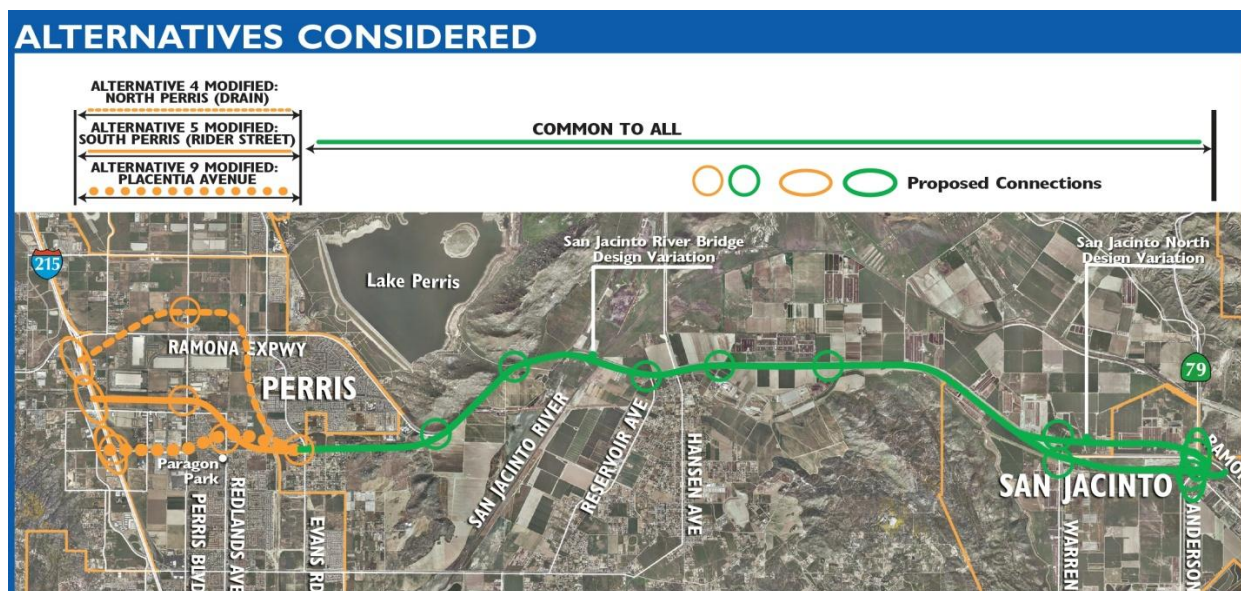 ALTERNATIVES CONSIDERED
ALTERNATIVE 4 MODIFIED:
NORTH PERRIS (DRAIN)
ALTERNATIVE 5 MODIFIED:
SOUTH PERRIS (RIDER STREET)
ALTERNATIVE 9 MODIFIED:
PLACENTIA AVENUE
COMMON TO ALL
Proposed Connections
San Jacinto River Bridge
Design Variation
San Jacinto North
Design Variation
215
Lake Perris
RAMONA EXPWY
PERRIS
79
Paragon
Park
PERRIS BLVD
REDLANDS AVE
EVANS RD
SAN JACINTO RIVER
RESERVOIR AVE
HANSEN AVE
SAN JACINTO
WARREN
ANDERSON
RAMO